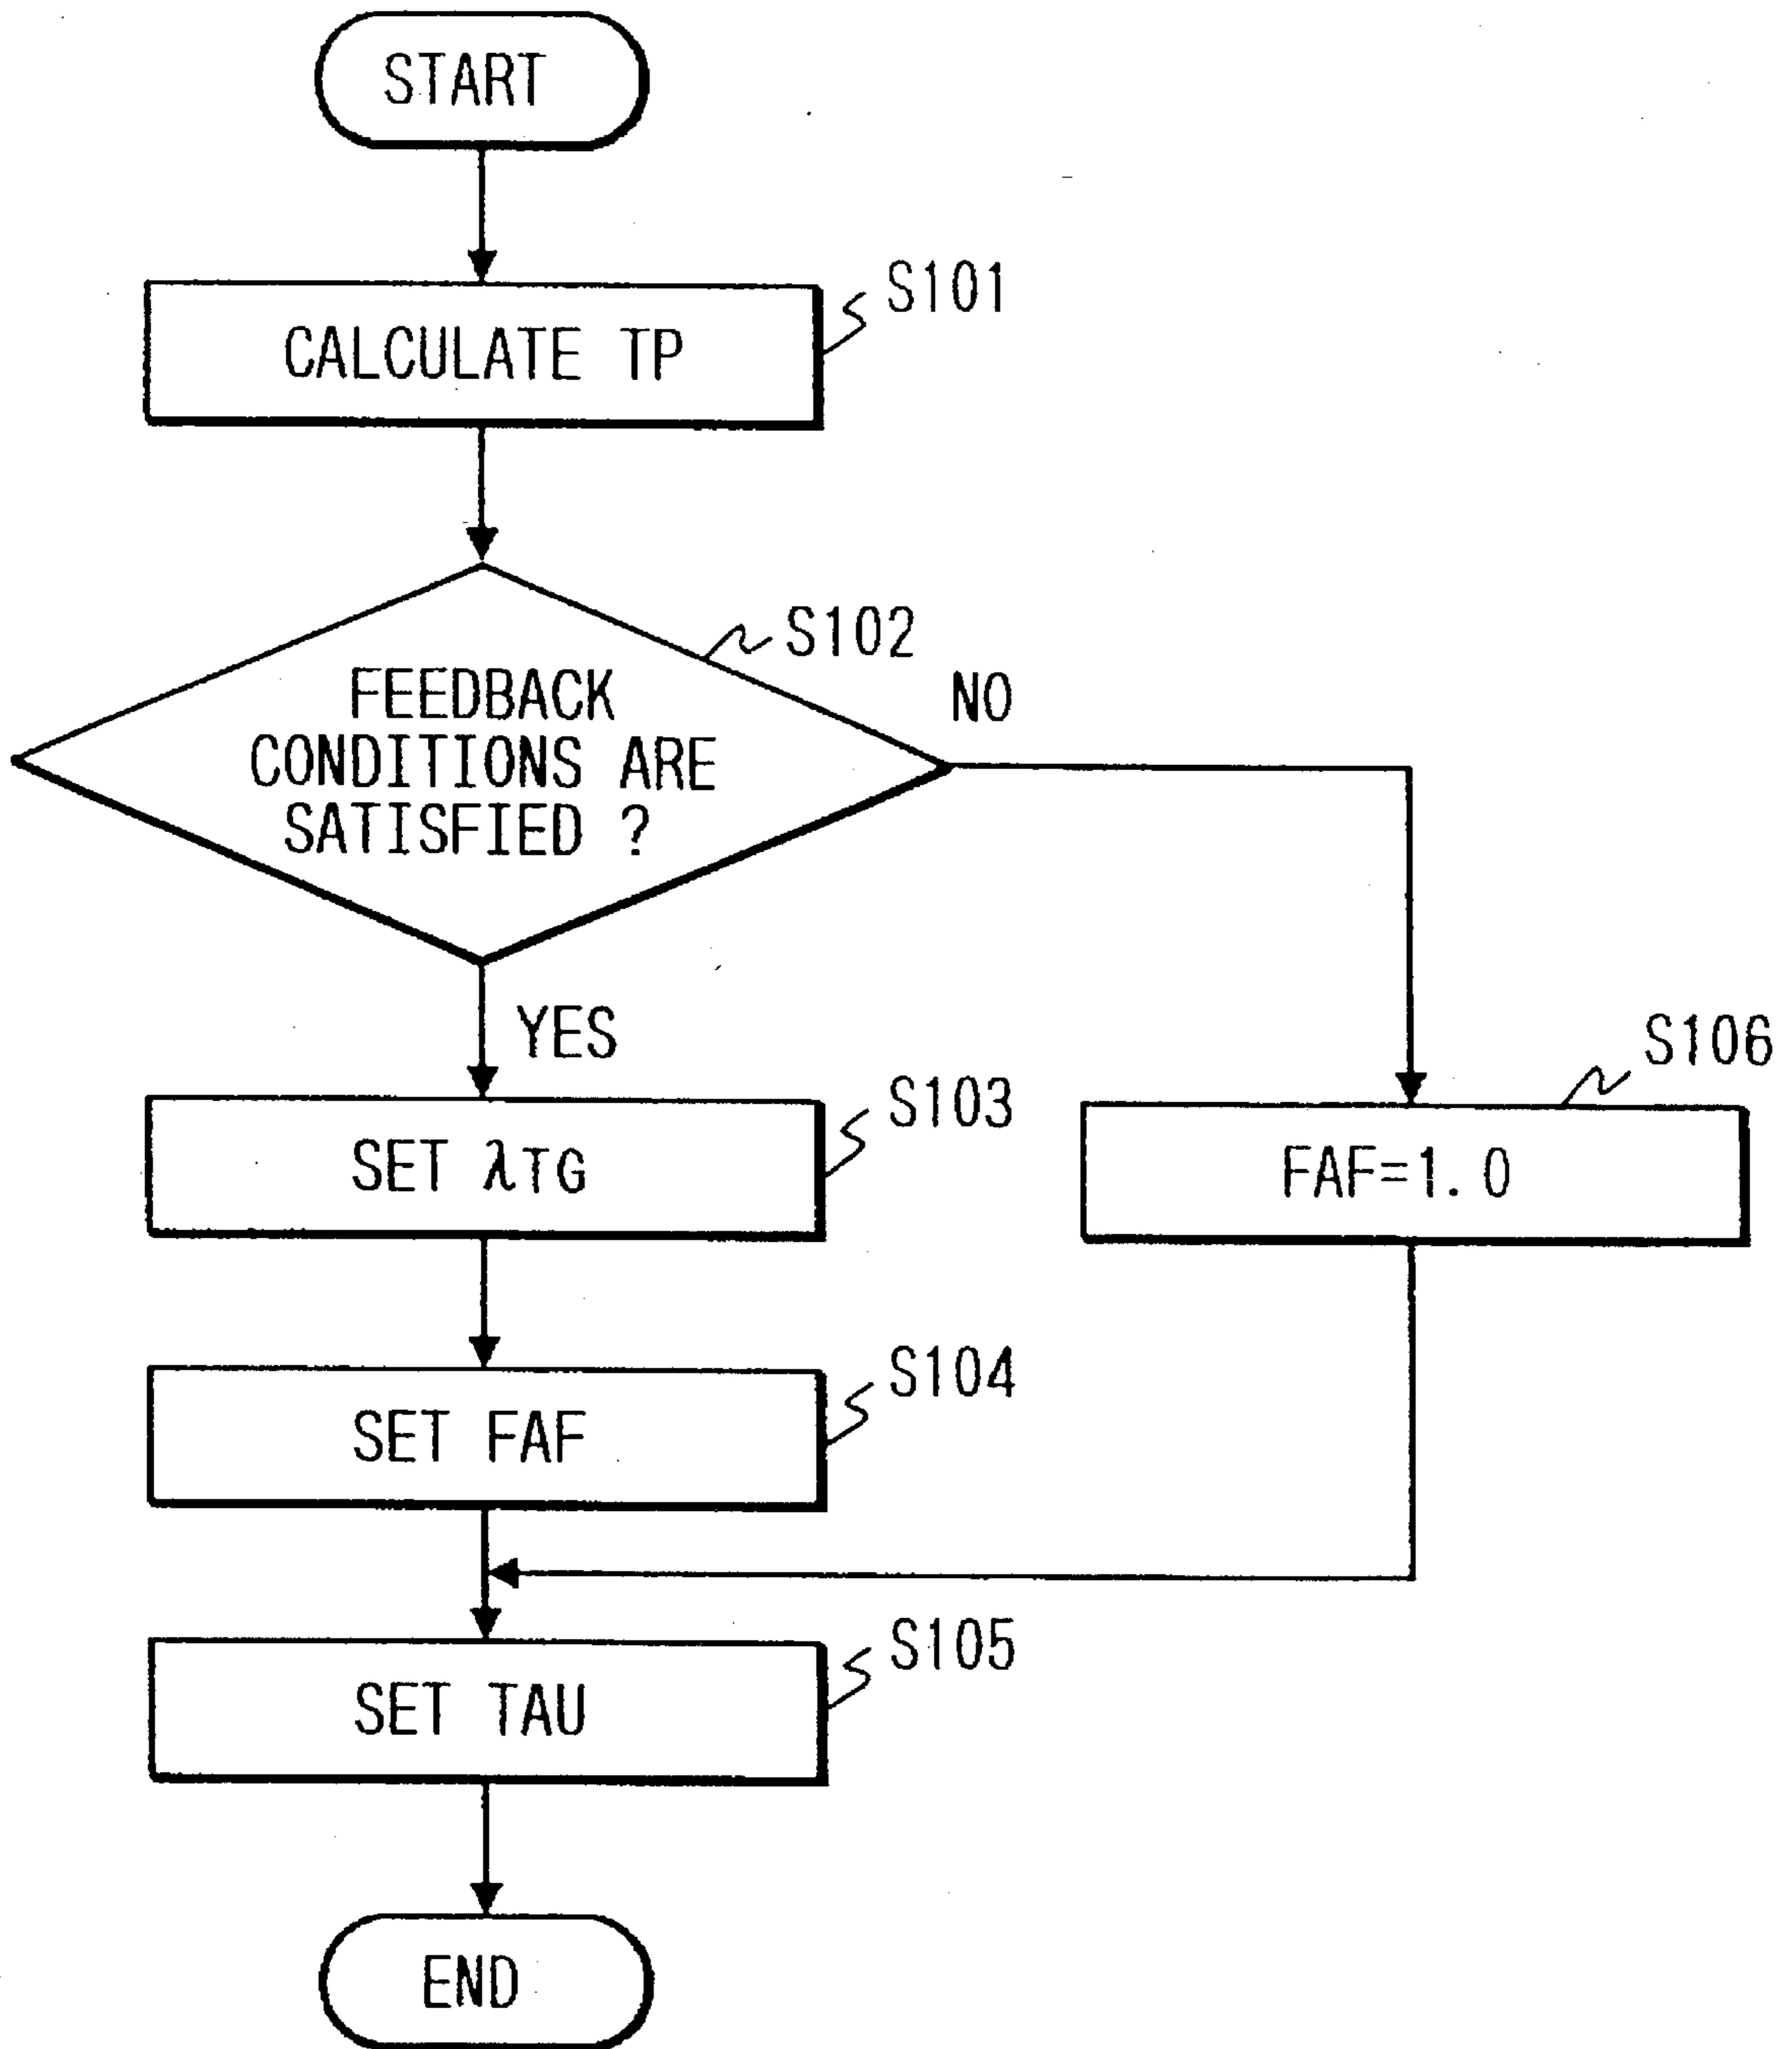 START
S101
CALCULATE TP
S102
FEEDBACK
CONDITIONS ARE
SATISFIED ?
NO
YES
S103
SET λTG
S106
FAF=1.0
S104
SET FAF
S105
SET TAU
END